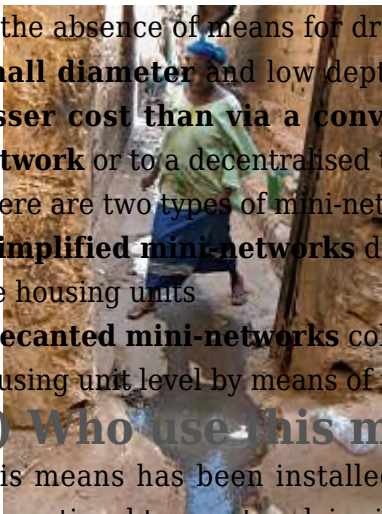 the absence of means for dr
all diameter and low dept
sser cost than via a conv
twork or to a decentralised t
ere are two types of mini-net
implified mini-networks d
e housing units
ecanted mini-networks col
using unit level by means of
) Who use this m
is means has been installed